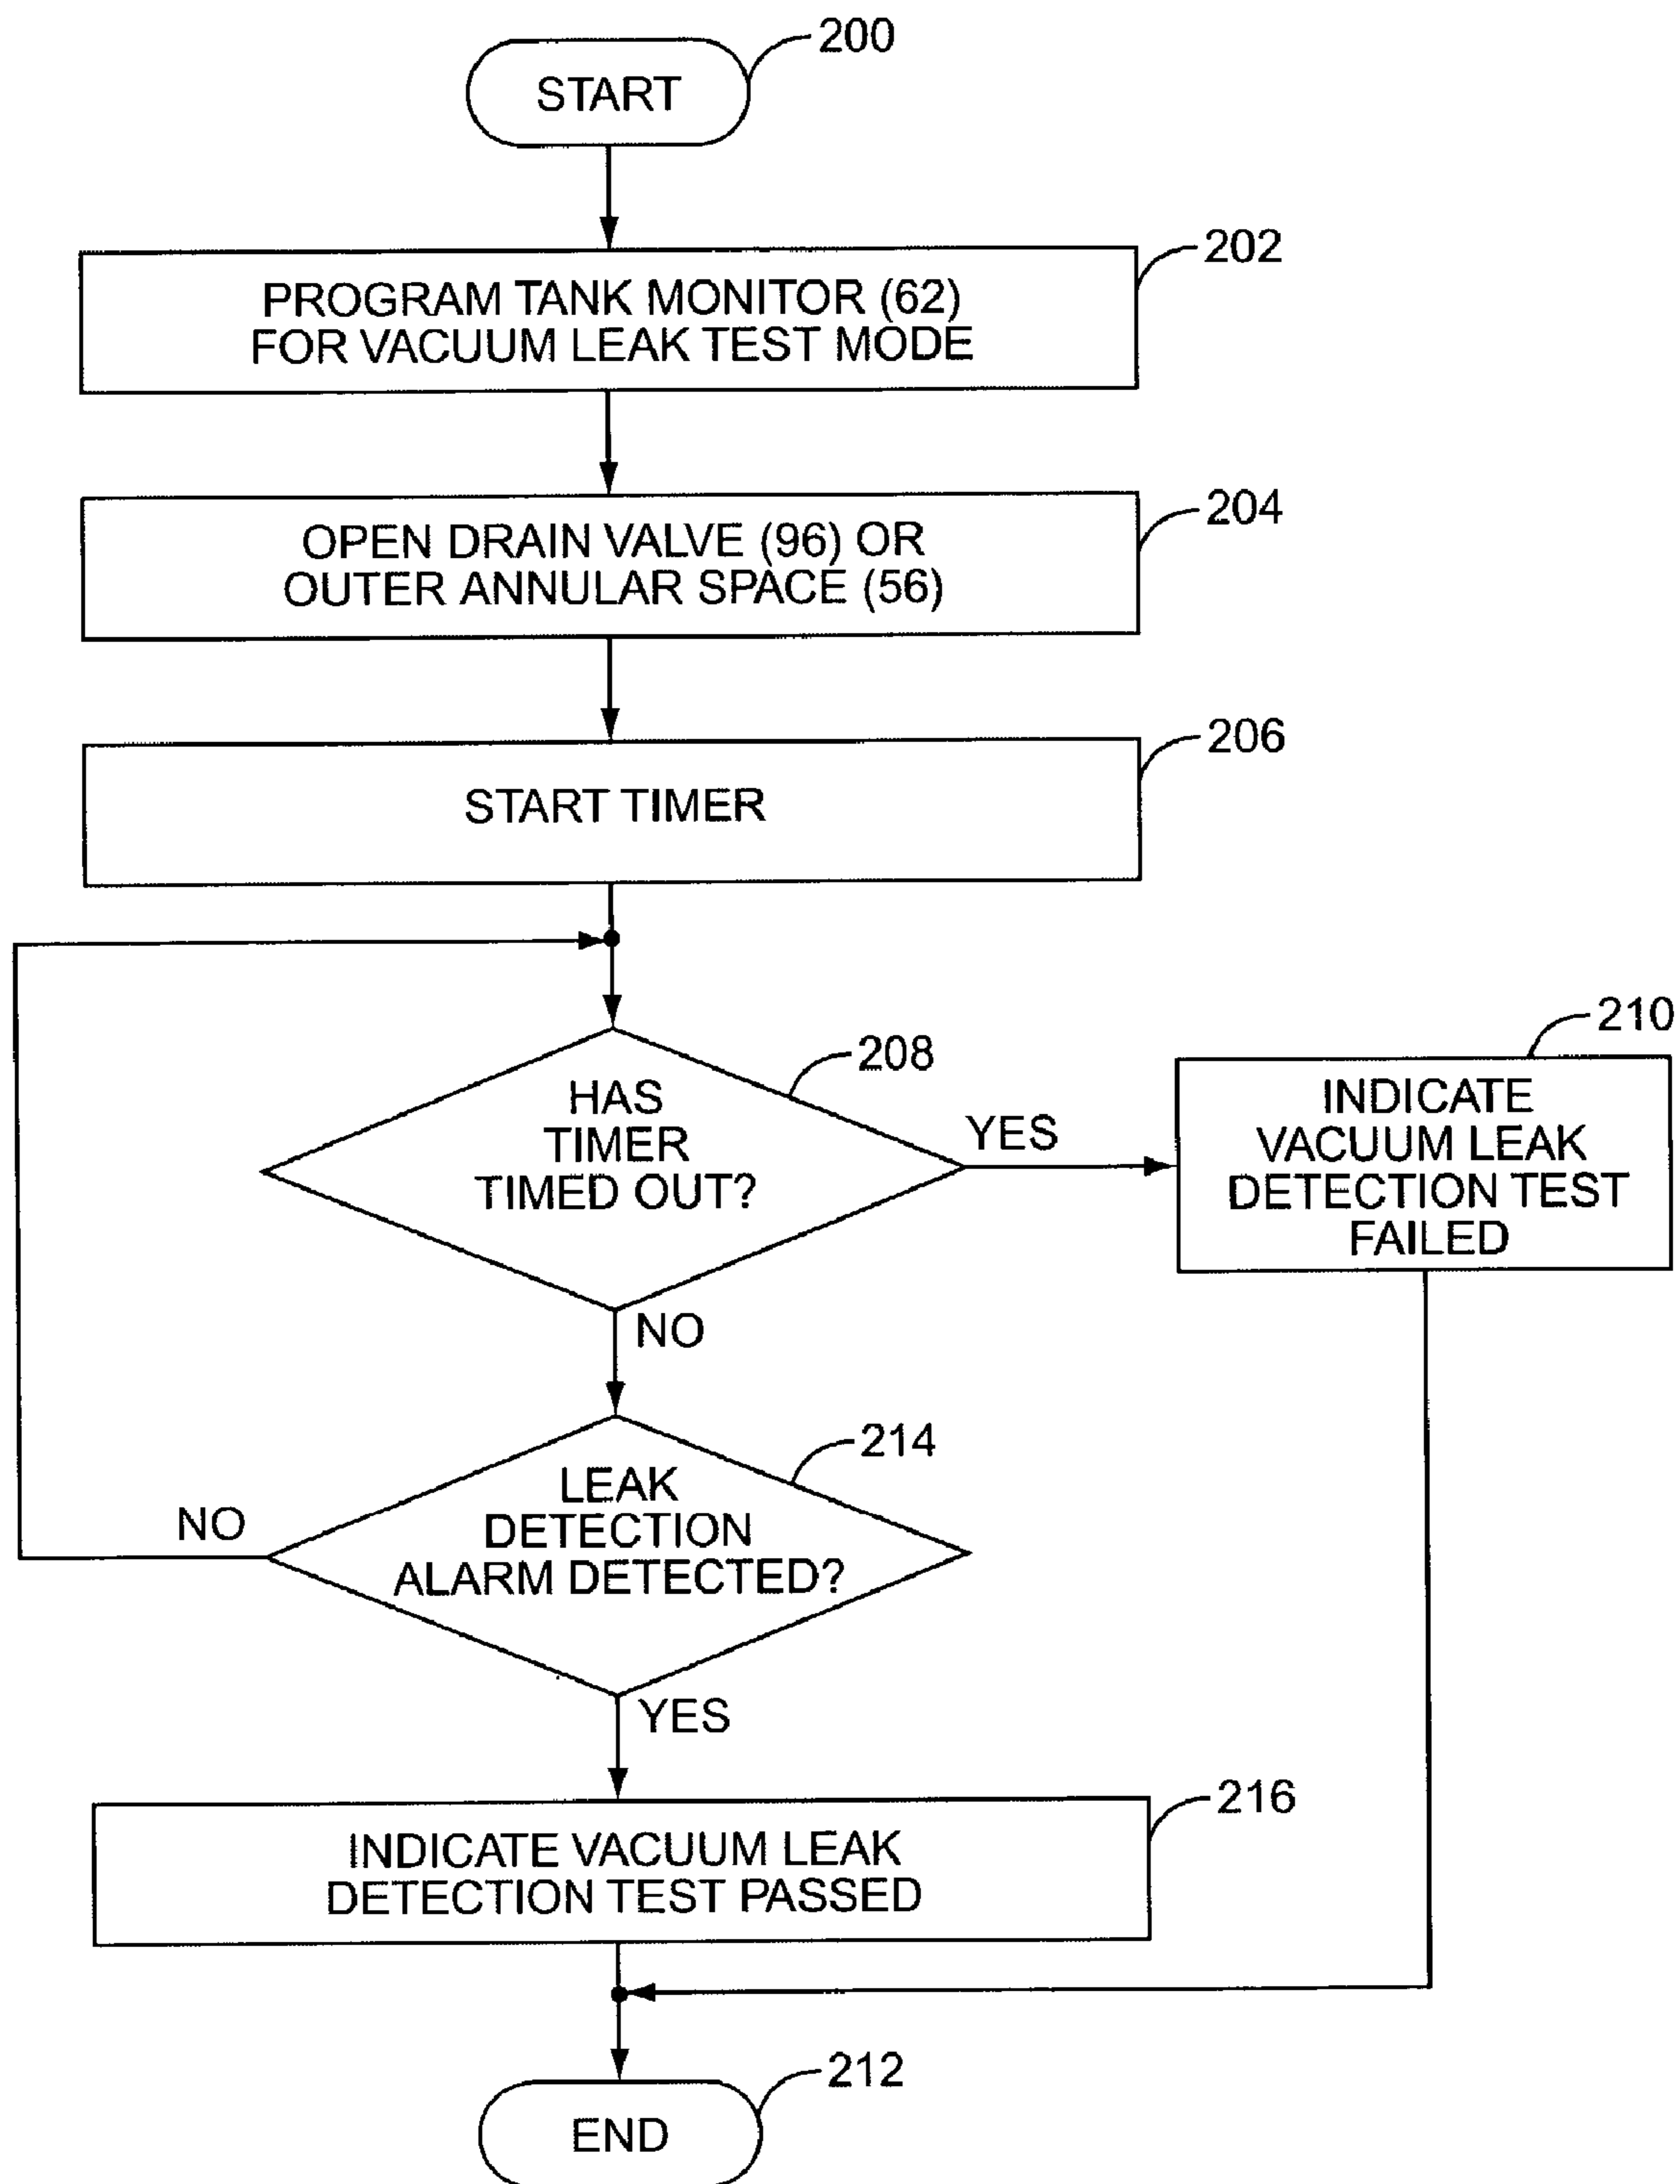 200
START
202
PROGRAM TANK MONITOR (62)
FOR VACUUM LEAK TEST MODE
204
OPEN DRAIN VALVE (96) OR
OUTER ANNULAR SPACE (56)
206
START TIMER
208
HAS
TIMER
TIMED OUT?
YES
210
INDICATE
VACUUM LEAK
DETECTION TEST
FAILED
NO
214
LEAK
DETECTION
ALARM DETECTED?
NO
YES
216
INDICATE VACUUM LEAK
DETECTION TEST PASSED
212
END